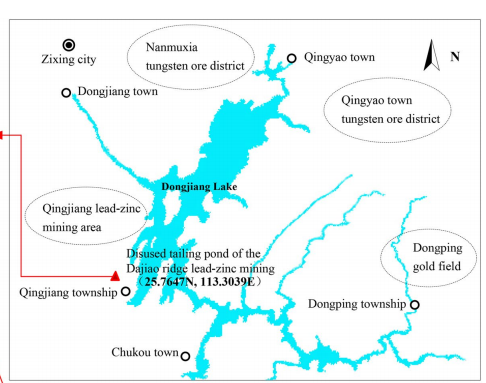 Nanmuxia
tungsten ore district
Zixing city
Qingyao town
N
Dongjiang town
Qingyao town
tungsten ore district
Dongjiang Lake
Qingjiang lead-zinc
mining area
Disused tailing pond of the
Dajiao ridge lead-zinc mining
（25.7647N, 113.3039E）
Dongping
gold field
Qingjiang township
Dongping township
Chukou town